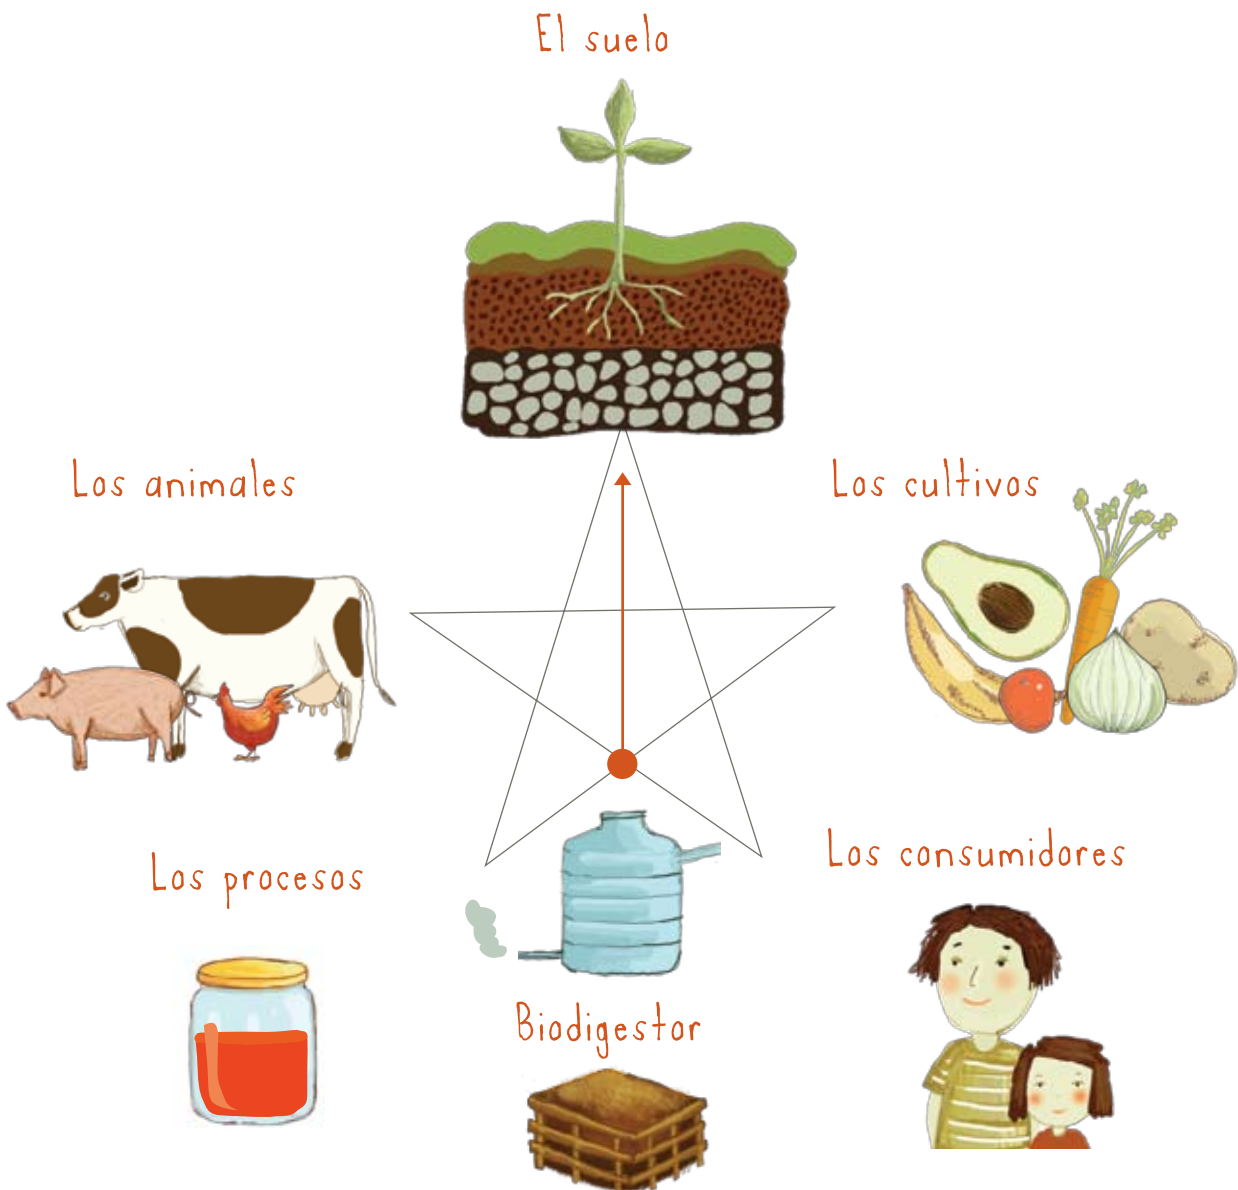 El suelo
Los animales
Los cultivos
Los procesos
Los consumidores
Biodigestor